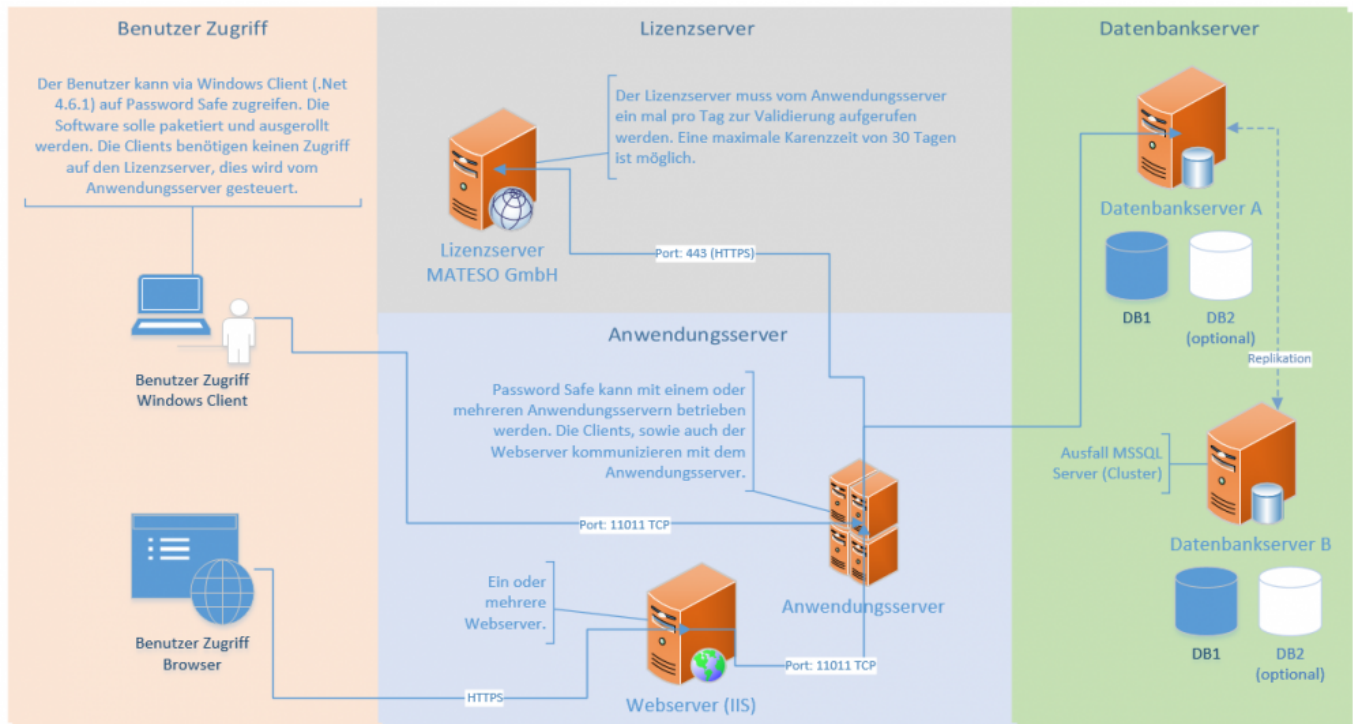 Benutzer Zugriff
Der Benutzer kann via Windows Client (.Net
4.6.1) auf Password Safe zugreifen. Die
Software solle paketiert und ausgerollt
werden. Die Clients benötigen keinen Zugriff
auf den Lizenzserver, dies wird vom
Anwendungsserver gesteuert.
Benutzer Zugriff
Windows Client
Benutzer Zugriff
Browser
HTTPS
Lizenzserver
Der Lizenzserver muss vom Anwendungsserver
ein mal pro Tag zur Validierung aufgerufen
werden. Eine maximale Karenzzeit von 30 Tagen
ist möglich.
Lizenzserver
MATESO GmbH
Port: 443 (HTTPS)
Anwendungsserver
Password Safe kann mit einem oder
mehreren Anwendungsservern betrieben
werden. Die Clients, sowie auch der
Webserver kommunizieren mit dem
Anwendungsserver.
Port: 11011 TCP
Anwendungsserver
Ein oder
mehrere
Webserver.
Port: 11011 TCP
Webserver (IIS)
Datenbankserver
Datenbankserver A
DB1
DB2
(optional)
Replikation
Ausfall MSSQL
Server (Cluster)
Datenbankserver B
DB1
DB2
(optional)